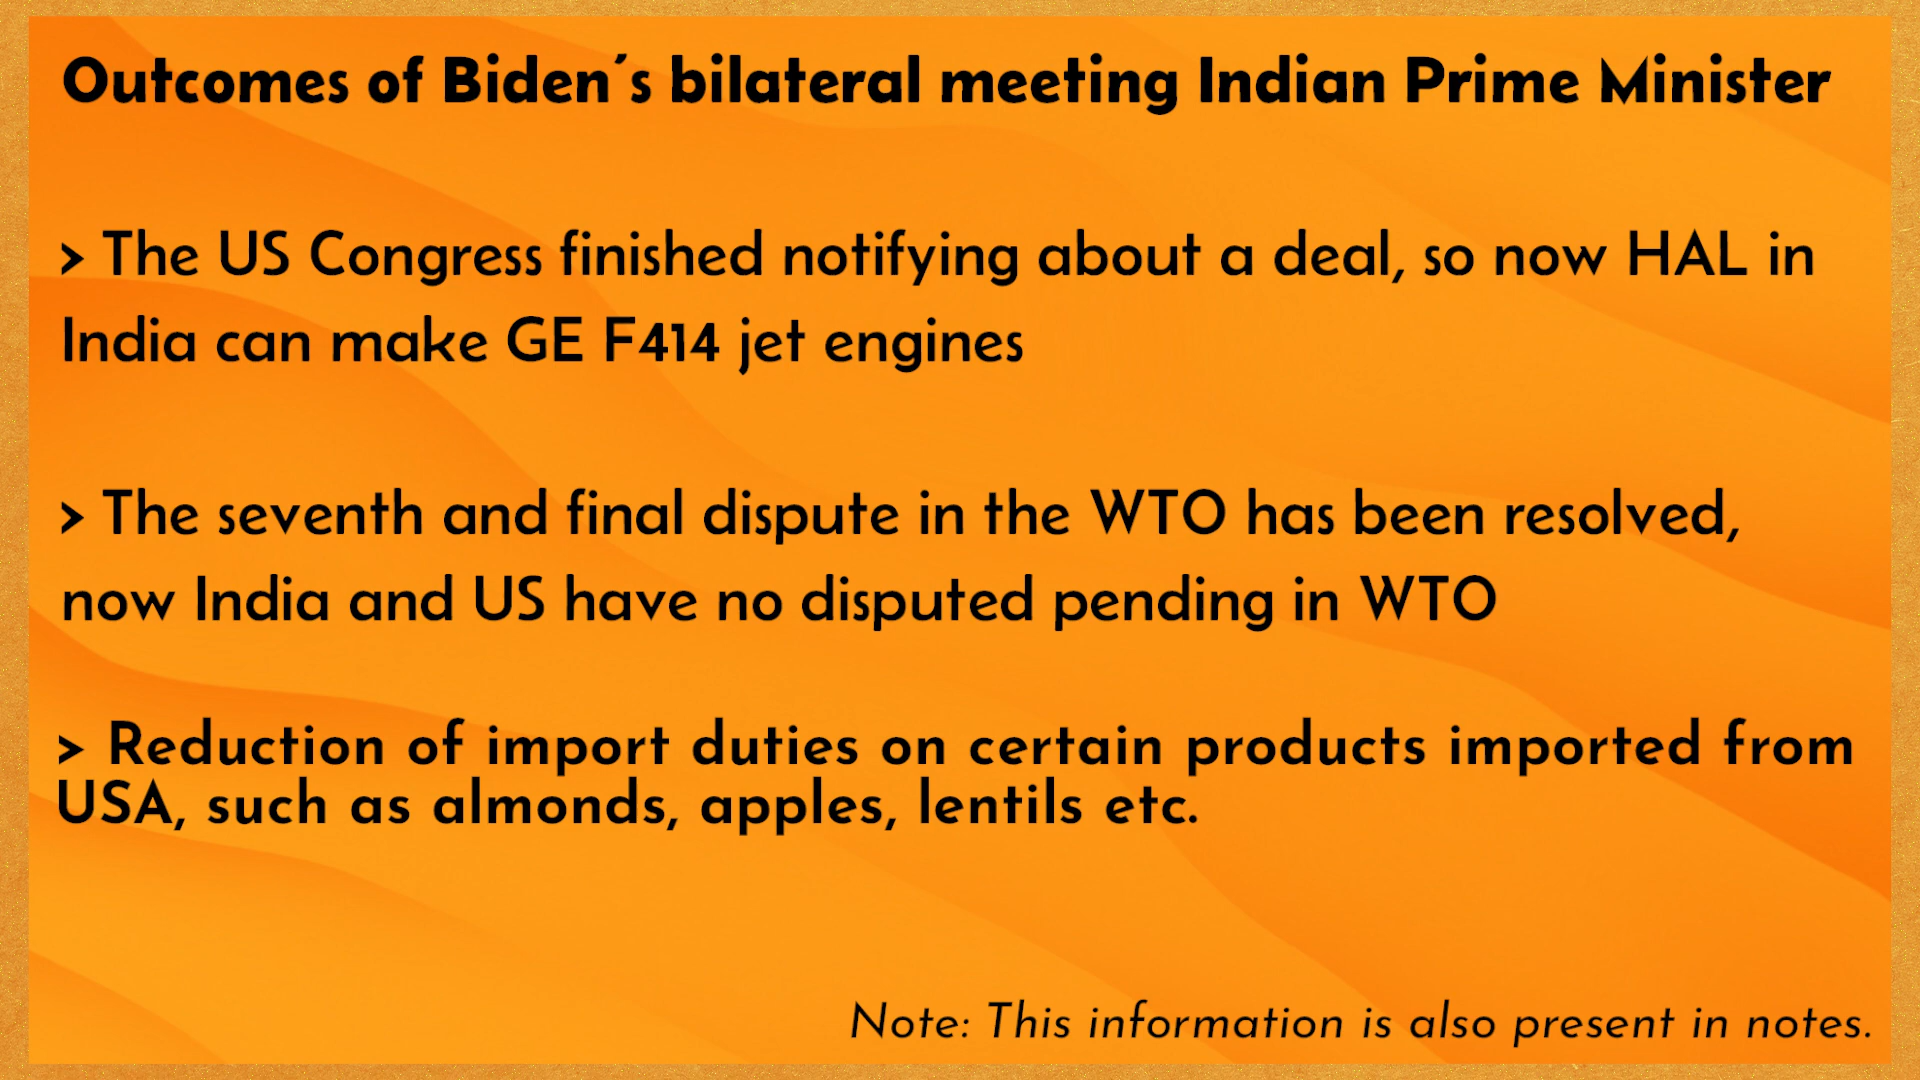 Outcomes of Biden´s bilateral meeting Indian Prime Minister
> The US Congress finished notifying about a deal, so now HAL in
India can make GE F414 jet engines
> The seventh and final dispute in the WTO has been resolved,
now India and US have no disputed pending in WTO
> Reduction of import duties on certain products imported from
USA, such as almonds, apples, lentils etc.
Note: This information is also present in notes.